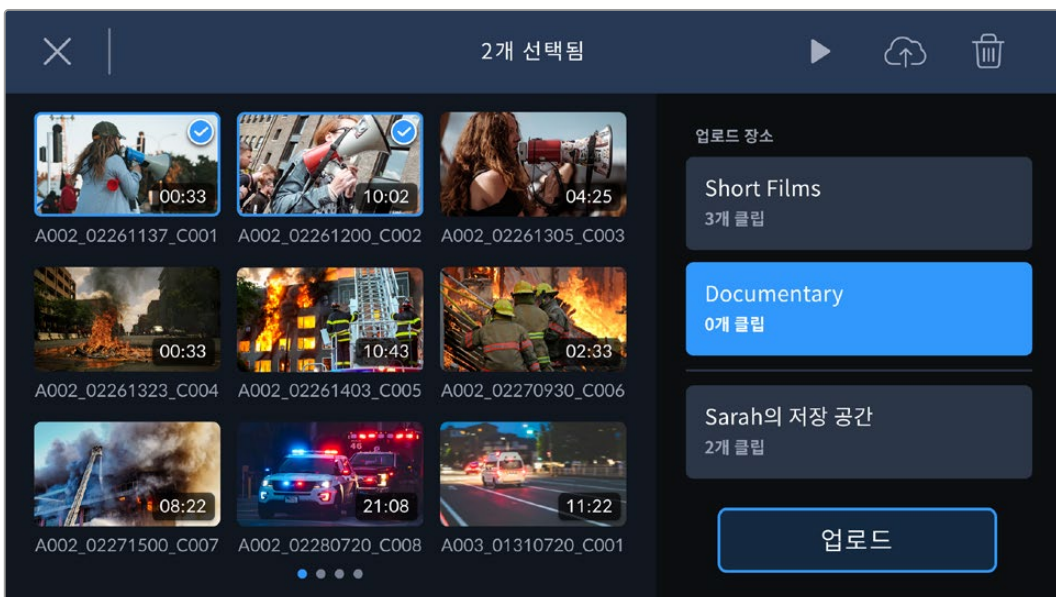 2개 선택됨
00:33
10:02
04:25
A002_02261137_C001
A002_02261200_C002
A002_02261305_C003
00:33
10:43
02:33
A002_02261323_C004
A002_02261403_C005
A002_02270930_C006
08:22
21:08
11:22
A002_02271500_C007
A002_02280720_C008
A003_01310720_C001
업로드 장소
Short Films
3개 클립
Documentary
0개 클립
Sarah의 저장 공간
2개 클립
업로드